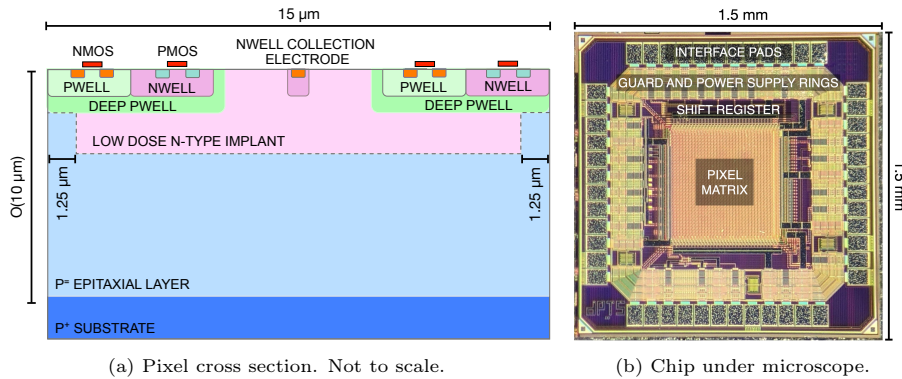 15 µm
NMOS
PMOS
NWELL COLLECTION
ELECTRODE
PWELL
NWELL
PWELL
NWELL
DEEP PWELL
DEEP PWELL
LOW DOSE N-TYPE IMPLANT
O(10 µm)
1.25 µm
1.25 µm
P⁼ EPITAXIAL LAYER
P⁺ SUBSTRATE
(a) Pixel cross section. Not to scale.
1.5 mm
INTERFACE PADS
GUARD AND POWER SUPPLY RINGS
SHIFT REGISTER
PIXEL
MATRIX
1.5 mm
(b) Chip under microscope.